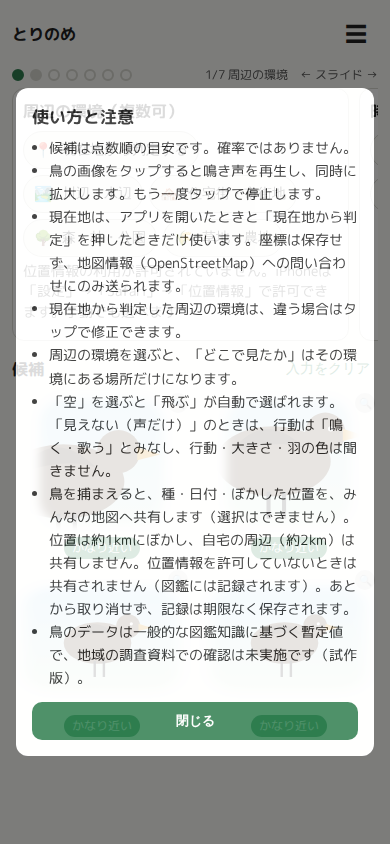 とりのめ
1/7 周辺の環境 ← スライド →
使い方と注意
• 候補は点数順の目安です。確率ではありません。
• 鳥の画像をタップすると鳴き声を再生し、同時に
拡大します。もう一度タップで停止します。
• 現在地は、アプリを開いたときと「現在地から判
定」を押したときだけ使います。座標は保存せ
ず、地図情報（OpenStreetMap）への問い合わ
せにのみ送られます。
• 現在地から判定した周辺の環境は、違う場合はタ
ップで修正できます。
• 周辺の環境を選ぶと、「どこで見たか」はその環
境にある場所だけになります。
• 「空」を選ぶと「飛ぶ」が自動で選ばれます。
「見えない（声だけ）」のときは、行動は「鳴
く・歌う」とみなし、行動・大きさ・羽の色は聞
きません。
• 鳥を捕まえると、種・日付・ぼかした位置を、み
んなの地図へ共有します（選択はできません）。
位置は約1kmにぼかし、自宅の周辺（約2km）は
共有しません。位置情報を許可していないときは
共有されません（図鑑には記録されます）。あと
から取り消せず、記録は期限なく保存されます。
• 鳥のデータは一般的な図鑑知識に基づく暫定値
で、地域の調査資料での確認は未実施です（試作
版）。
閉じる
候補
入力をクリア
かなり近い
かなり近い
かなり近い
かなり近い